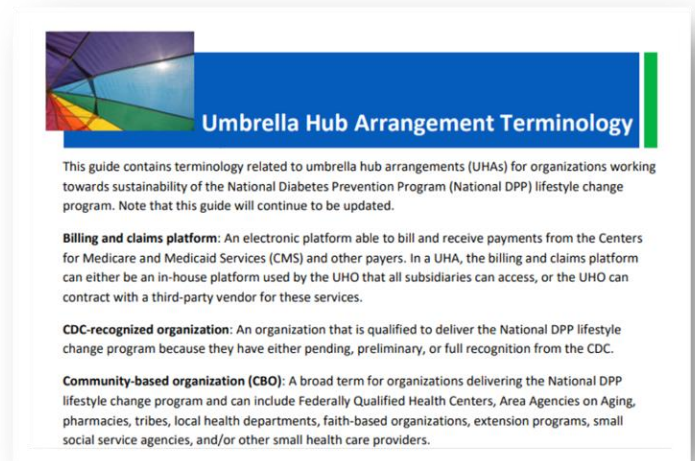 Umbrella Hub Arrangement Terminology
This guide contains terminology related to umbrella hub arrangements (UHAs) for organizations working
towards sustainability of the National Diabetes Prevention Program (National DPP) lifestyle change
program. Note that this guide will continue to be updated.
Billing and claims platform: An electronic platform able to bill and receive payments from the Centers
for Medicare and Medicaid Services (CMS) and other payers. In a UHA, the billing and claims platform
can either be an in-house platform used by the UHO that all subsidiaries can access, or the UHO can
contract with a third-party vendor for these services.
CDC-recognized organization: An organization that is qualified to deliver the National DPP lifestyle
change program because they have either pending, preliminary, or full recognition from the CDC.
Community-based organization (CBO): A broad term for organizations delivering the National DPP
lifestyle change program and can include Federally Qualified Health Centers, Area Agencies on Aging,
pharmacies, tribes, local health departments, faith-based organizations, extension programs, small
social service agencies, and/or other small health care providers.